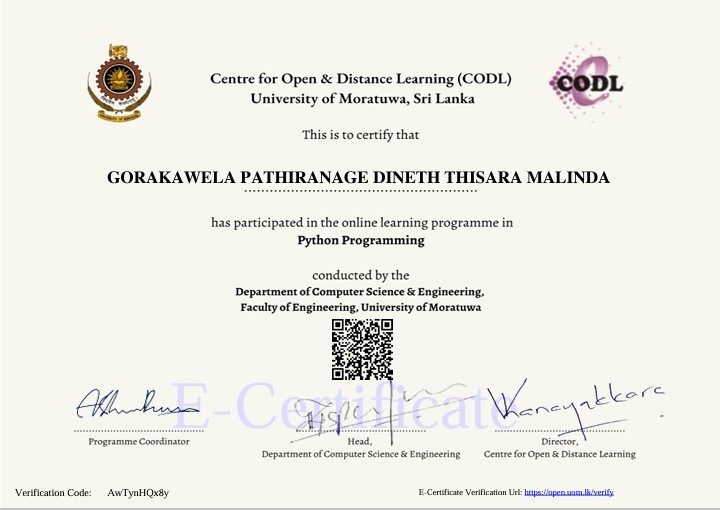 Centre for Open & Distance Learning (CODL)
University of Moratuwa, Sri Lanka
CODL
This is to certify that
GORAKAWELA PATHIRANAGE DINETH THISARA MALINDA
has participated in the online learning programme in
Python Programming
conducted by the
Department of Computer Science & Engineering,
Faculty of Engineering, University of Moratuwa
E-Certificate
Programme Coordinator
Head,
Department of Computer Science & Engineering
Director,
Centre for Open & Distance Learning
Verification Code: AwTynHQx8y
E-Certificate Verification Url: https://open.uom.lk/verify